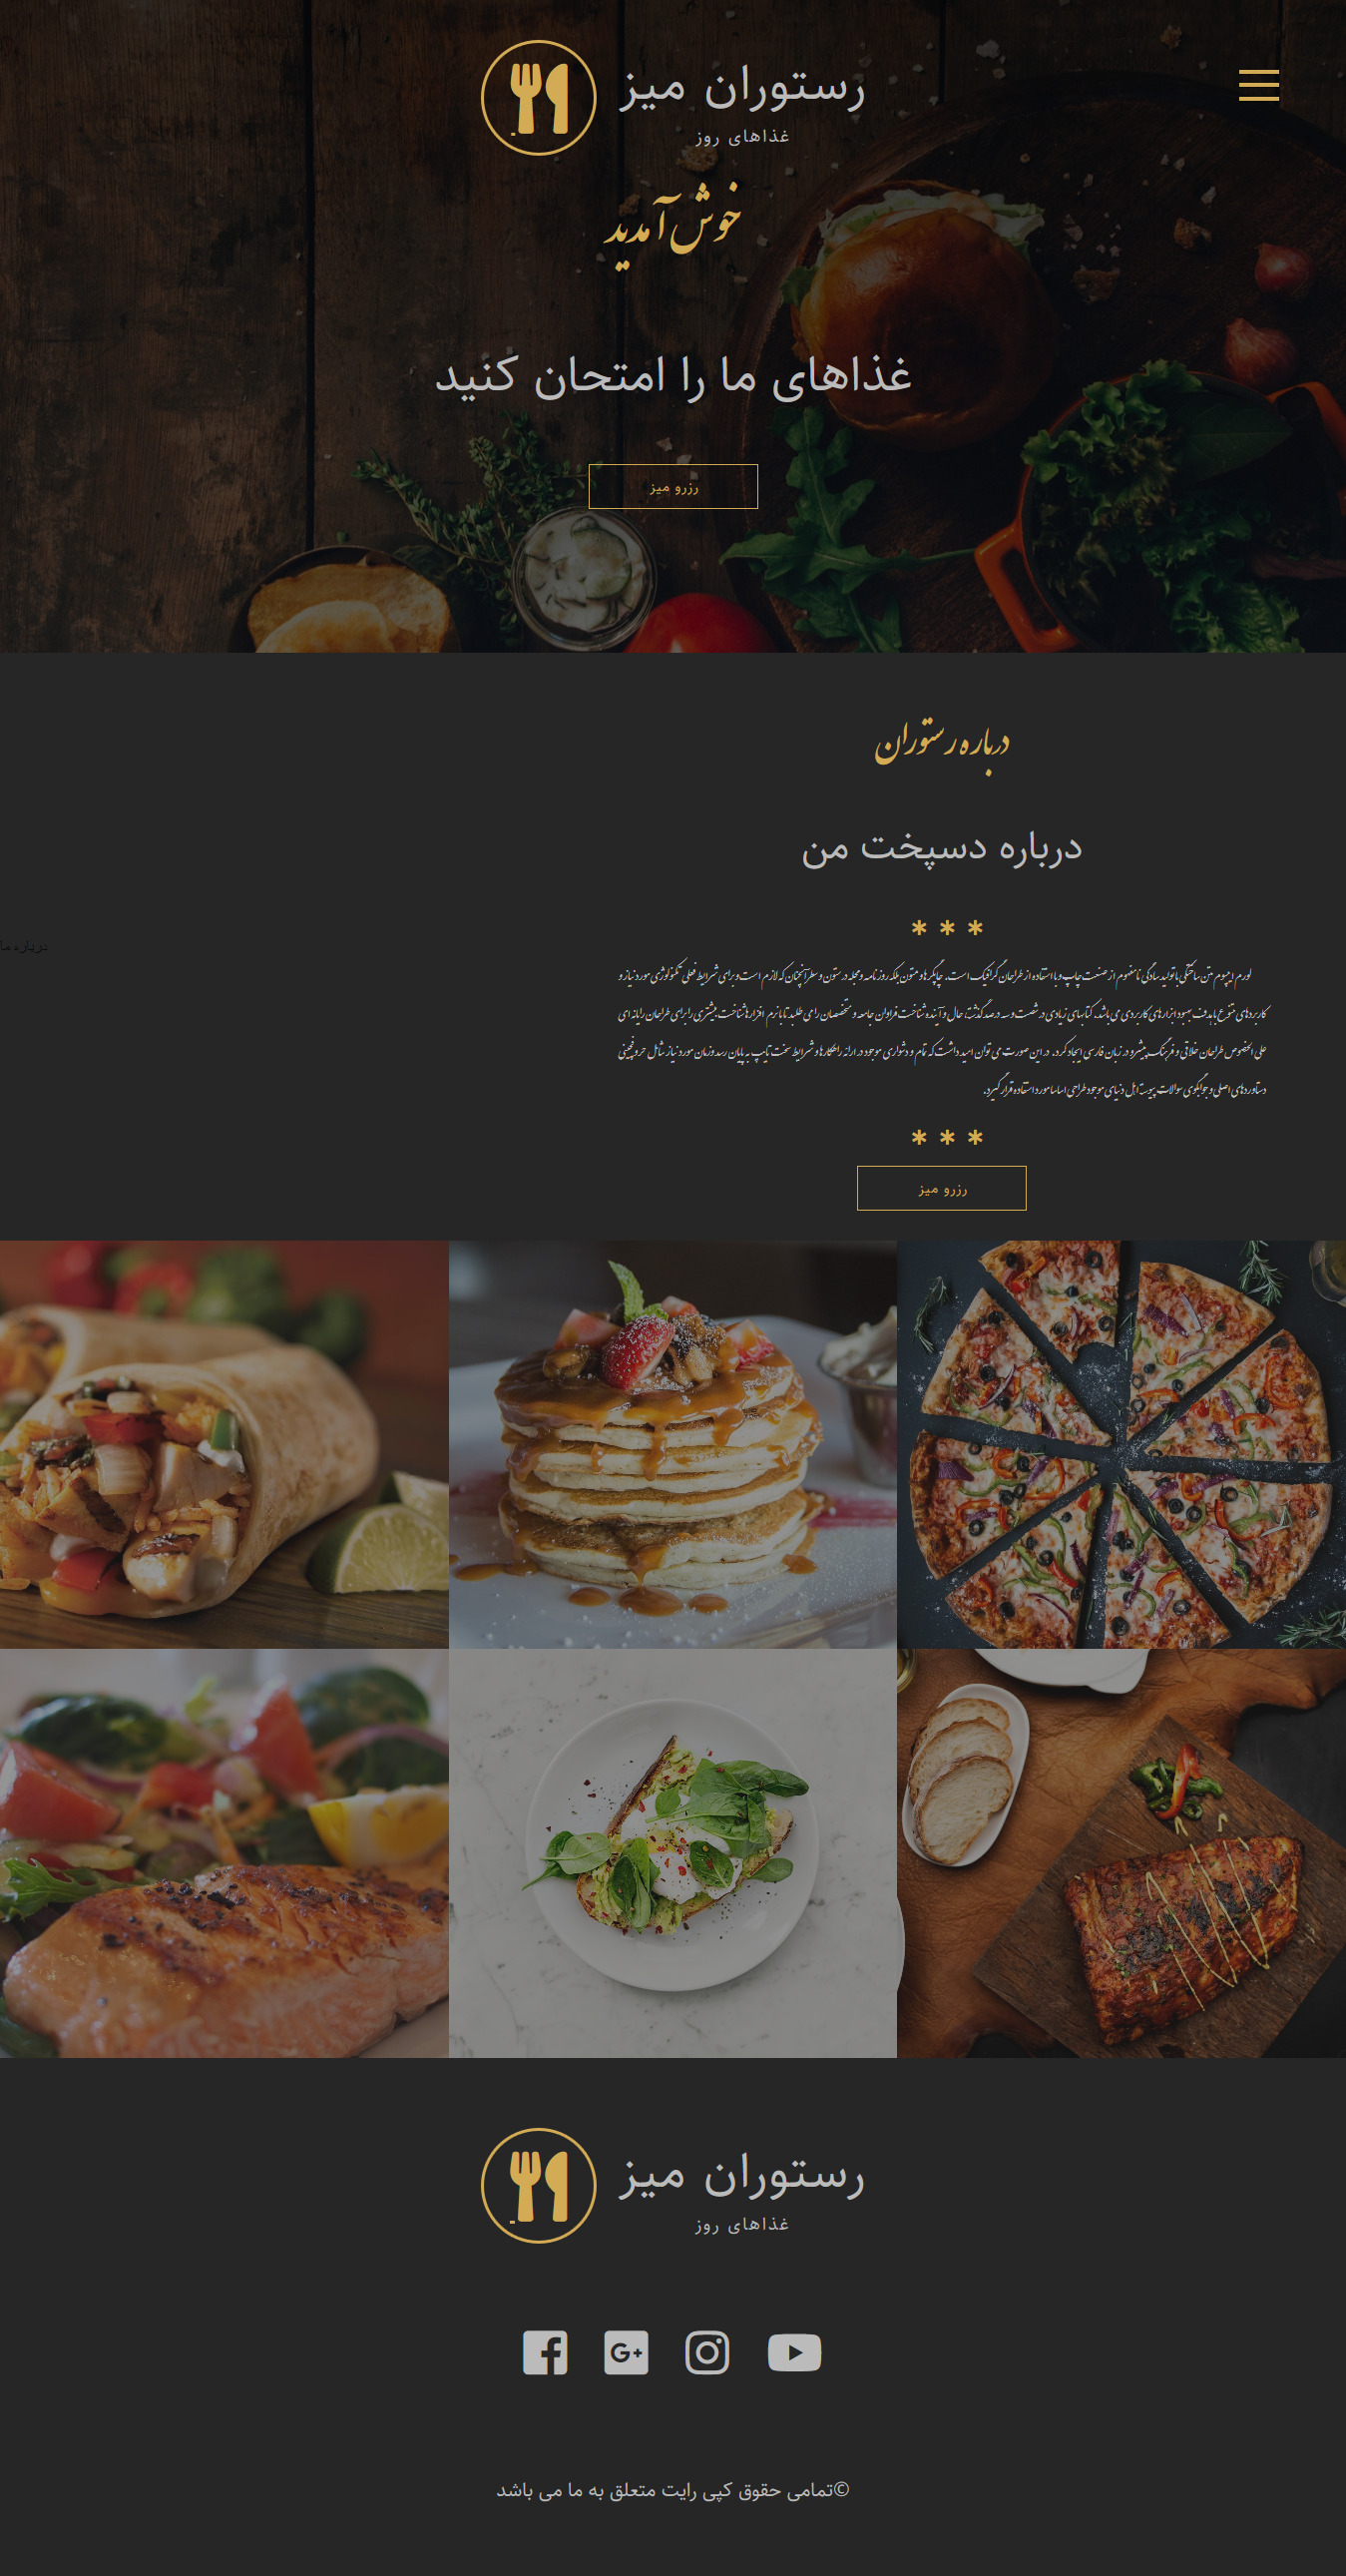 رستوران میز
غذاهای روز
خوش آمدید
غذاهای ما را امتحان کنید
رزرو میز
درباره رستوران
درباره دسپخت من
* * *
درباره ما
لورم ایپسوم متن ساختگی با تولید سادگی نامفهوم از صنعت چاپ و با استفاده از طراحان گرافیک است. چاپگرها و متون بلکه روزنامه و مجله در ستون و سطرآنچنان که لازم است و برای شرایط فعلی تکنولوژی مورد نیاز و
کاربردهای متنوع با هدف بهبود ابزارهای کاربردی می باشد. کتابهای زیادی در شصت و سه درصد گذشته، حال و آینده شناخت فراوان جامعه و متخصصان را می طلبد تا با نرم افزارها شناخت بیشتری را برای طراحان رایانه ای
علی الخصوص طراحان خلاقی و فرهنگ پیشرو در زبان فارسی ایجاد کرد. در این صورت می توان امید داشت که تمام و دشواری موجود در ارائه راهکارها و شرایط سخت تایپ به پایان رسد وزمان مورد نیاز شامل حروفچینی
دستاوردهای اصلی و جوابگوی سوالات پیوسته اهل دنیای موجود طراحی اساسا مورد استفاده قرار گیرد.
* * *
رزرو میز
رستوران میز
غذاهای روز
©تمامی حقوق کپی رایت متعلق به ما می باشد